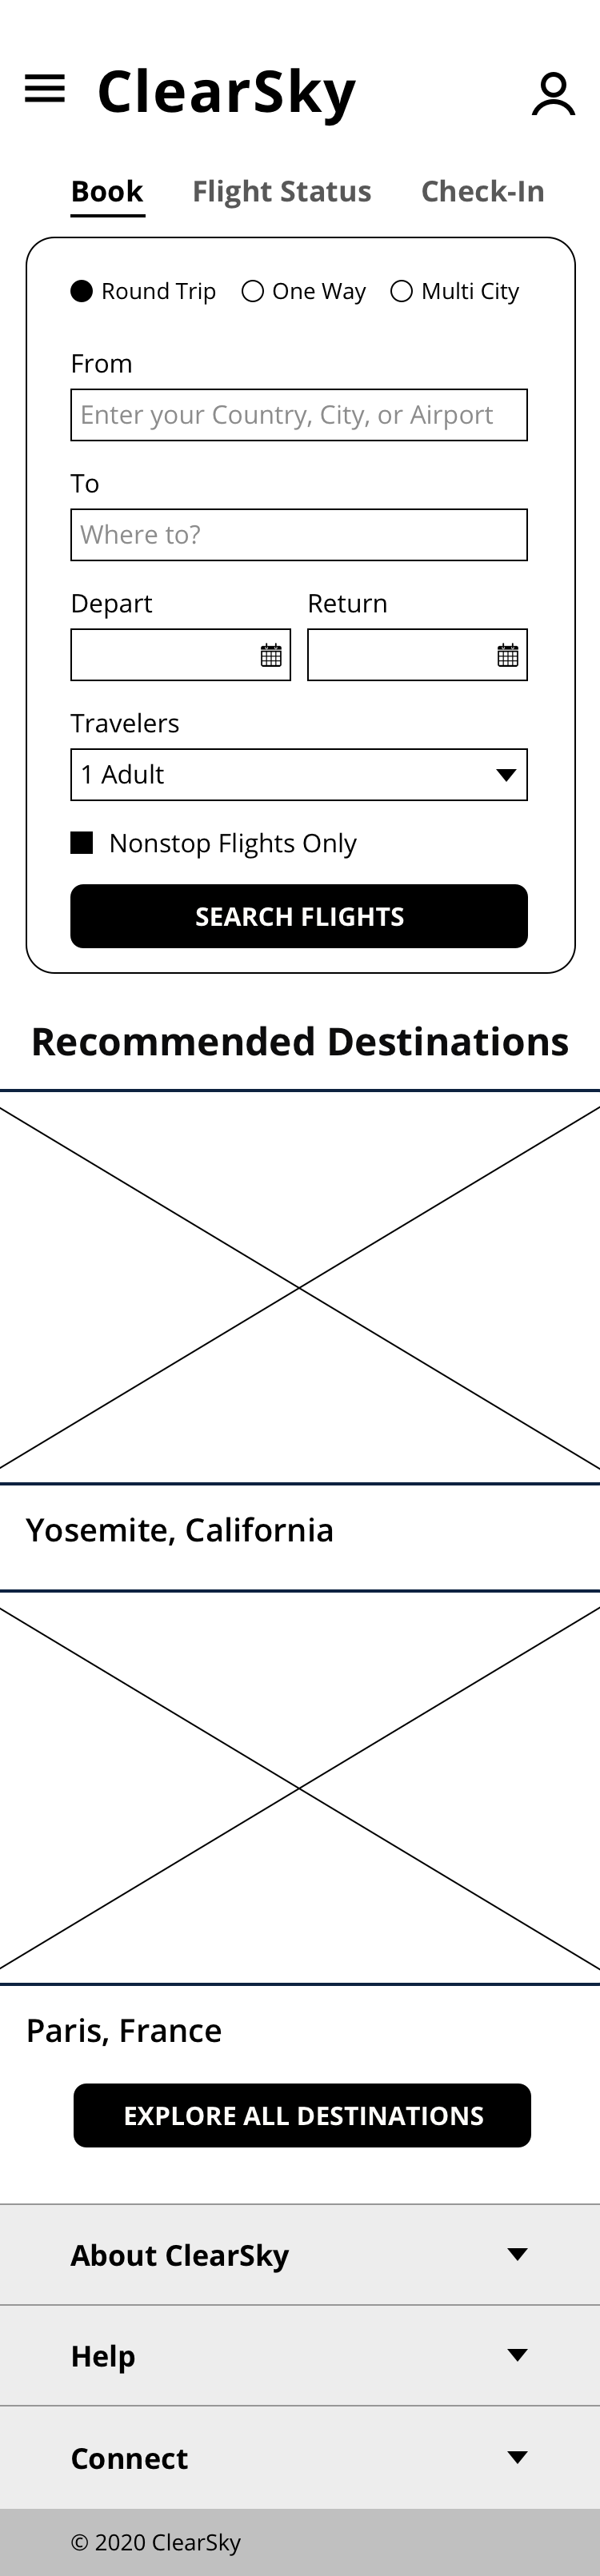 ClearSky
Book Flight Status Check-In
Round Trip One Way Multi City
From
Enter your Country, City, or Airport
To
Where to?
Depart Return
Travelers
1 Adult
Nonstop Flights Only
SEARCH FLIGHTS
Recommended Destinations
Yosemite, California
Paris, France
EXPLORE ALL DESTINATIONS
About ClearSky
Help
Connect
© 2020 ClearSky